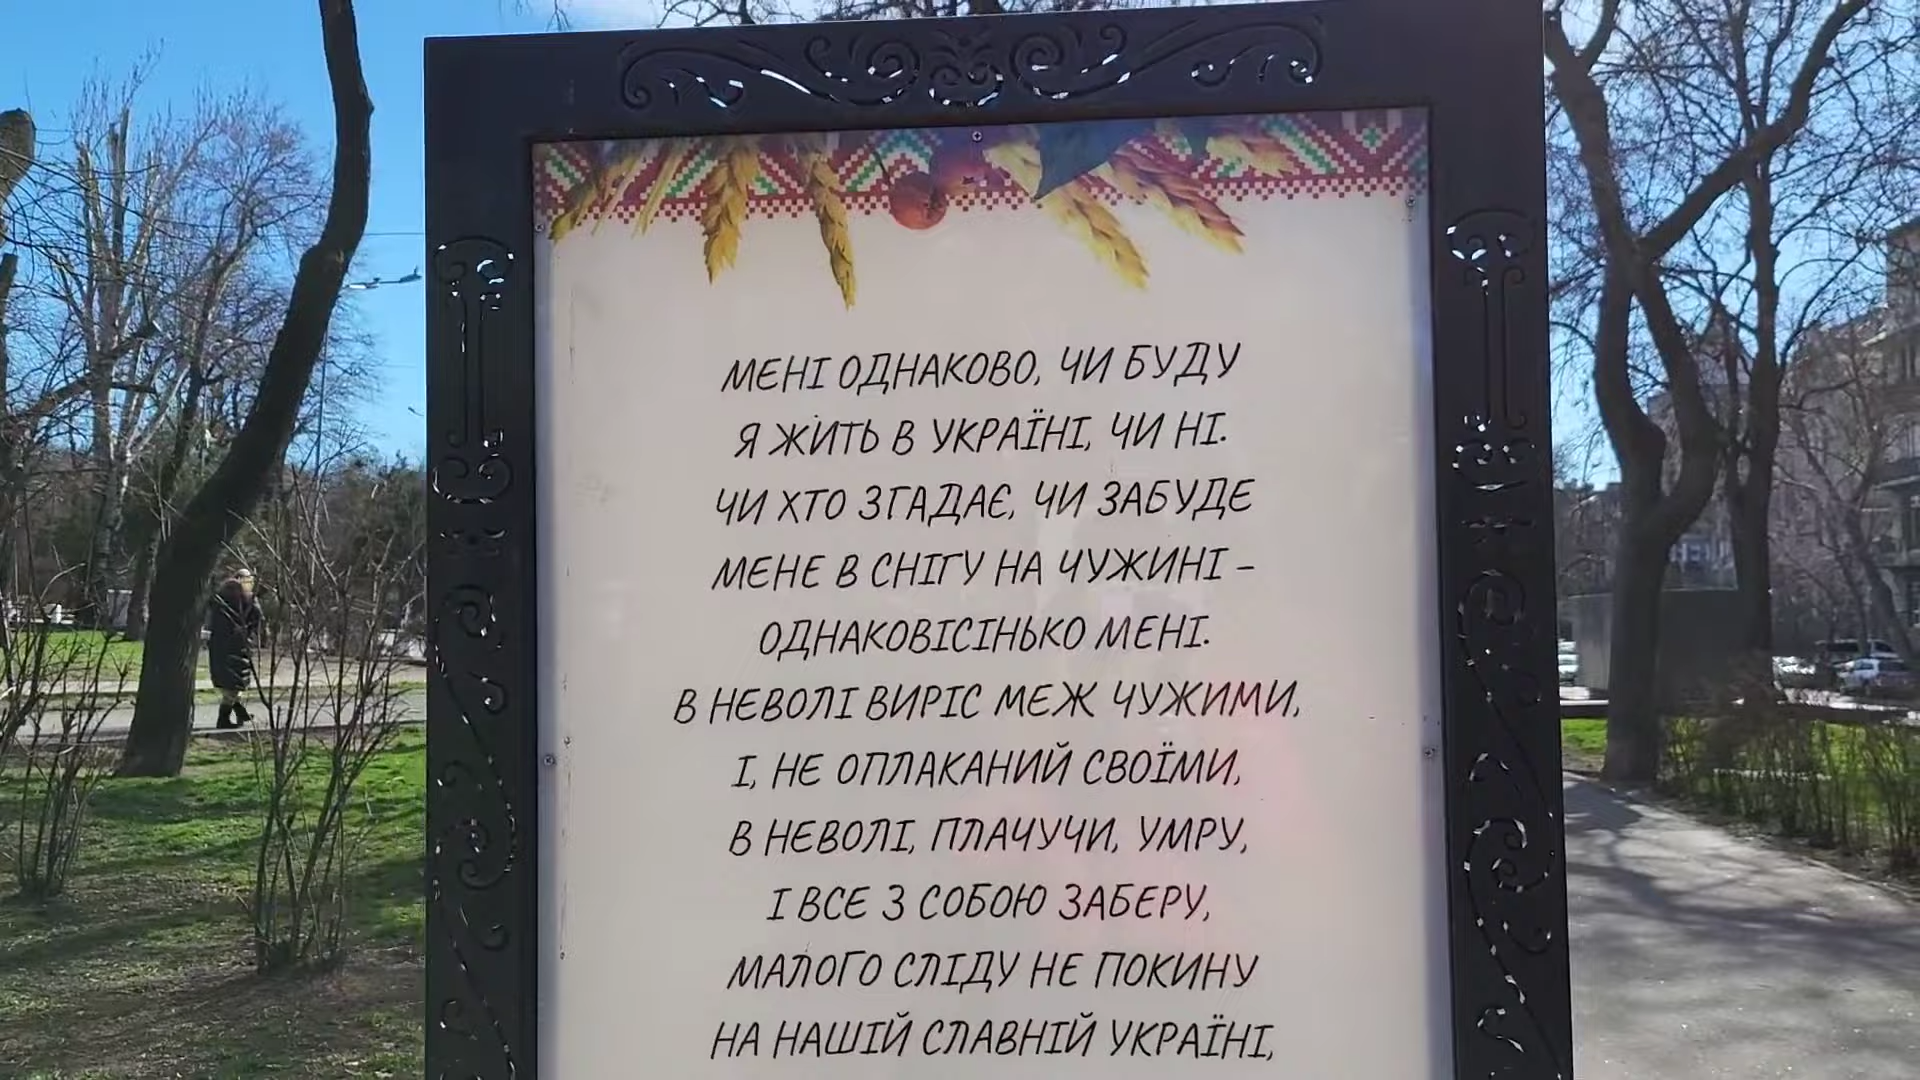 МЕНІ ОДНАКОВО, ЧИ БУДУ
Я ЖИТЬ В УКРАЇНІ, ЧИ НІ.
ЧИ ХТО ЗГАДАЄ, ЧИ ЗАБУДЕ
МЕНЕ В СНІГУ НА ЧУЖИНІ –
ОДНАКОВІСІНЬКО МЕНІ.
В НЕВОЛІ ВИРІС МЕЖ ЧУЖИМИ,
І, НЕ ОПЛАКАНИЙ СВОЇМИ,
В НЕВОЛІ, ПЛАЧУЧИ, УМРУ,
І ВСЕ З СОБОЮ ЗАБЕРУ,
МАЛОГО СЛІДУ НЕ ПОКИНУ
НА НАШІЙ СЛАВНІЙ УКРАЇНІ,